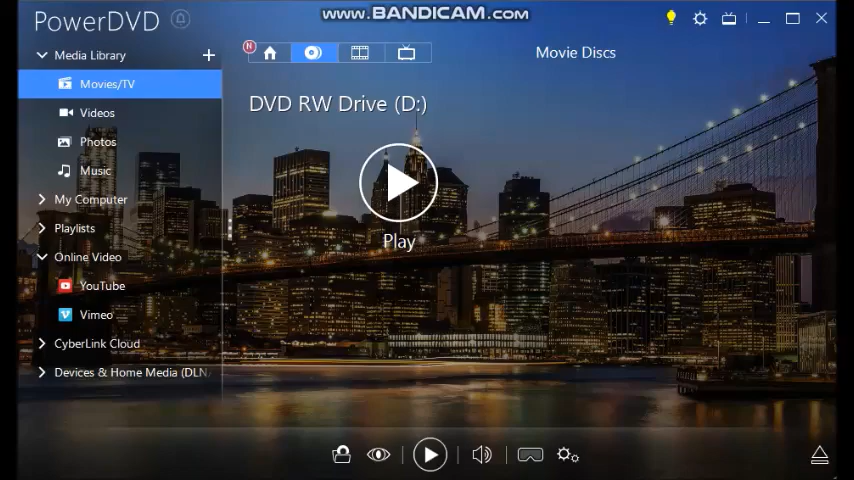 www.BANDICAM.com
PowerDVD
Media Library
Movies/TV
Videos
Photos
Music
My Computer
Playlists
Online Video
YouTube
Vimeo
CyberLink Cloud
Devices & Home Media (DLN
N
Movie Discs
DVD RW Drive (D:)
Play